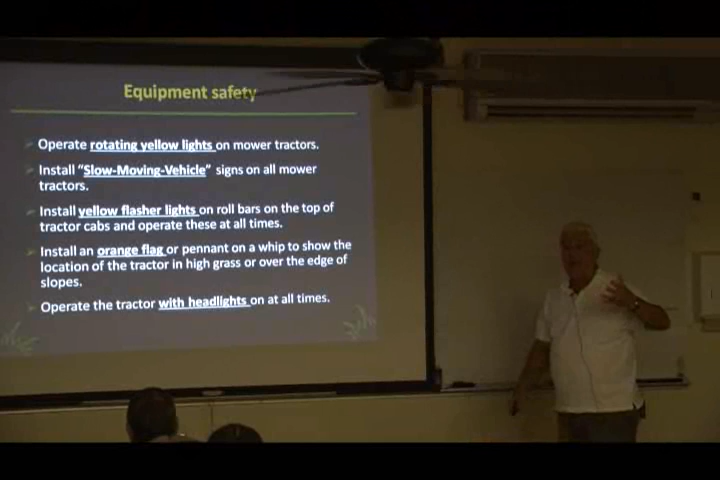 Equipment safety
Operate rotating yellow lights on mower tractors.
Install “Slow-Moving-Vehicle” signs on all mower
tractors.
Install yellow flasher lights on roll bars on the top of
tractor cabs and operate these at all times.
Install an orange flag or pennant on a whip to show the
location of the tractor in high grass or over the edge of
slopes.
Operate the tractor with headlights on at all times.